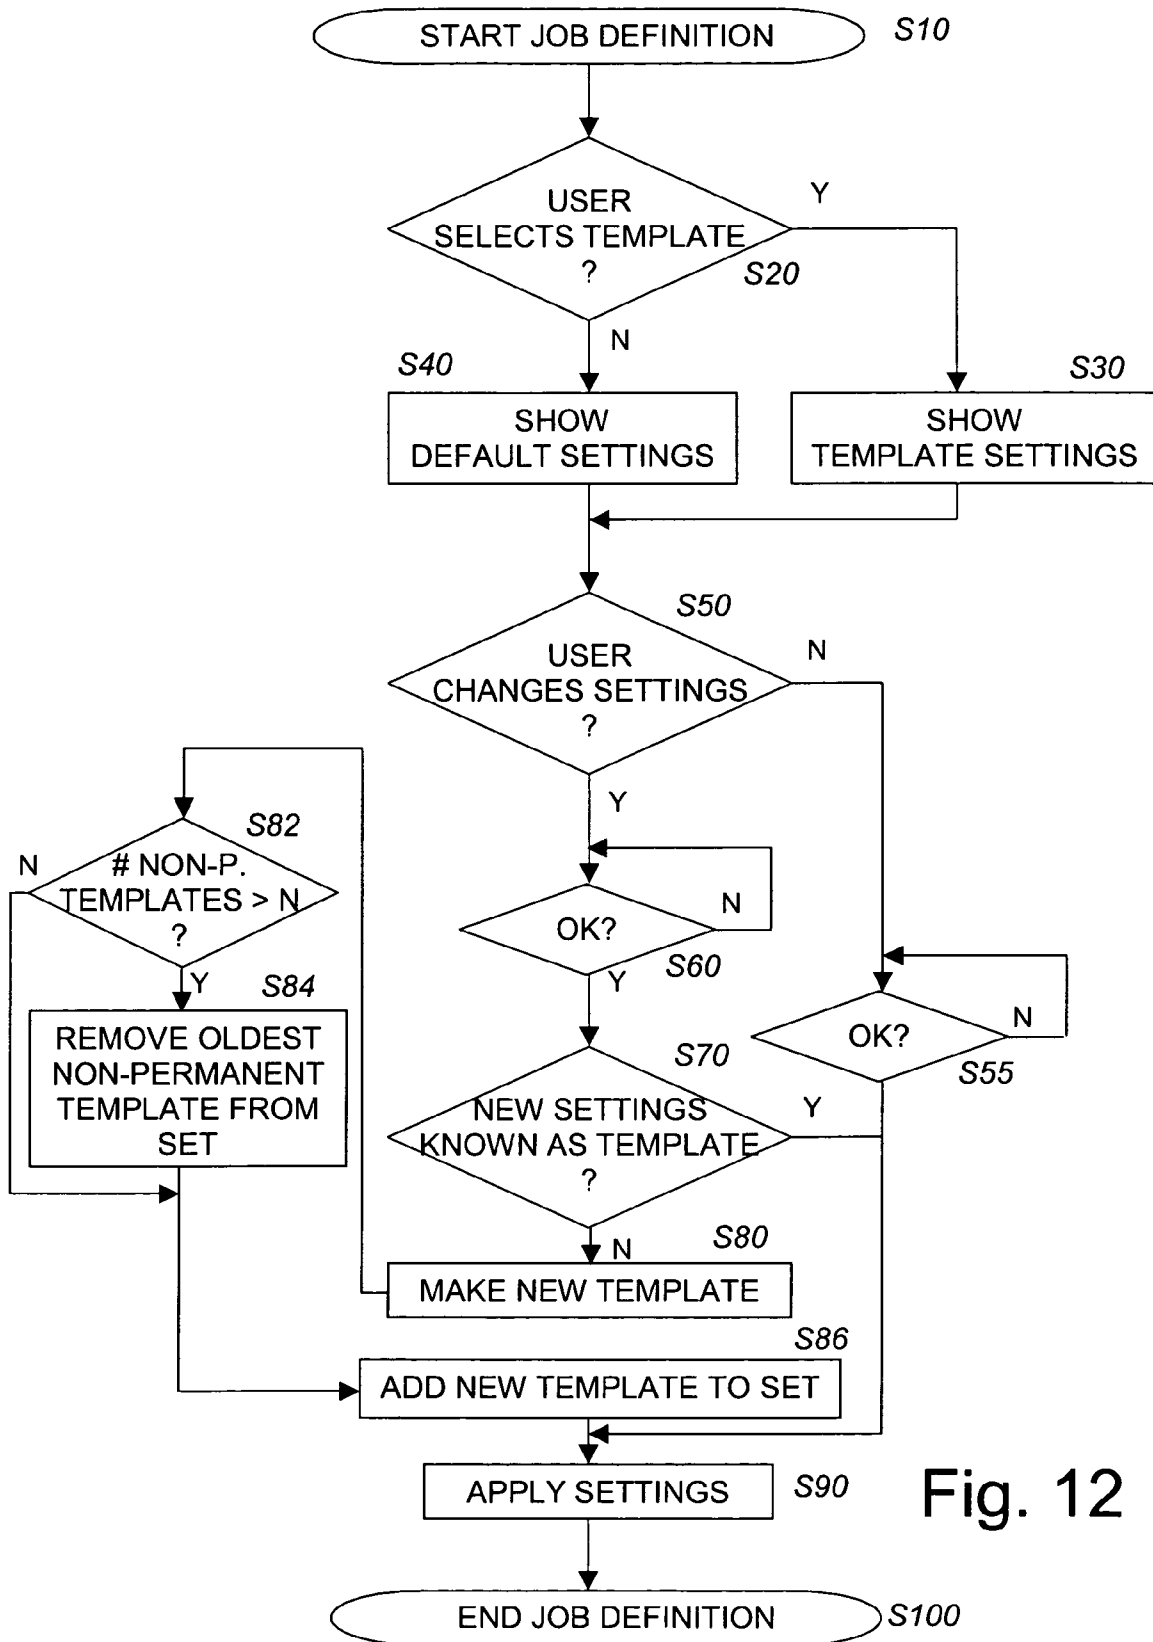 START JOB DEFINITION
S10
USER
SELECTS TEMPLATE
?
S20
Y
N
S40
SHOW
DEFAULT SETTINGS
S30
SHOW
TEMPLATE SETTINGS
S50
USER
CHANGES SETTINGS
?
N
Y
S82
N
# NON-P.
TEMPLATES > N
?
Y
S84
REMOVE OLDEST
NON-PERMANENT
TEMPLATE FROM
SET
OK?
N
S60
Y
OK?
N
S55
S70
NEW SETTINGS
KNOWN AS TEMPLATE
?
Y
N
S80
MAKE NEW TEMPLATE
S86
ADD NEW TEMPLATE TO SET
APPLY SETTINGS
S90
Fig. 12
END JOB DEFINITION
S100